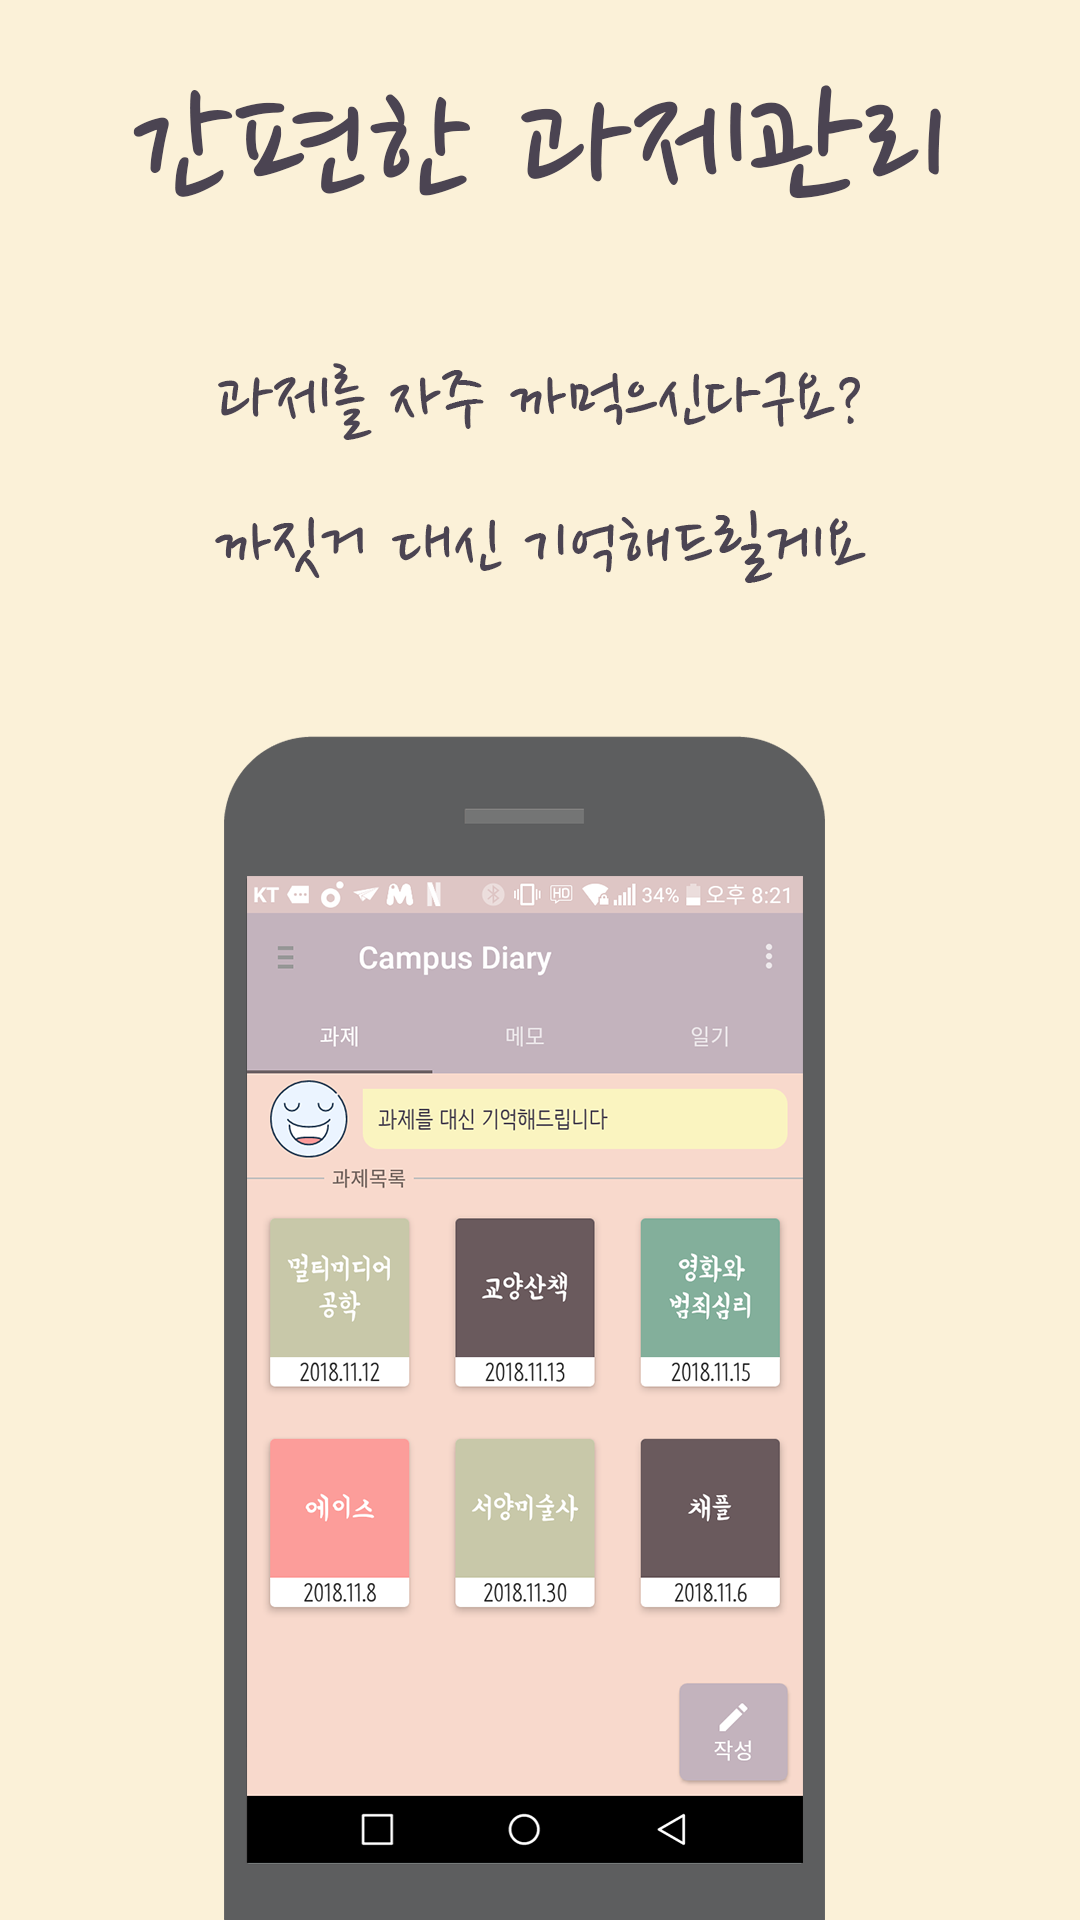 간편한 과제관리
과제를 자주 까먹으신다구요?
까짓거 대신 기억해드릴게요
KT HD 34% 오후 8:21
Campus Diary
과제 메모 일기
과제를 대신 기억해드립니다
과제목록
멀티미디어
공학
2018.11.12
교양산책
2018.11.13
영화와
범죄심리
2018.11.15
에이스
2018.11.8
서양미술사
2018.11.30
채플
2018.11.6
작성